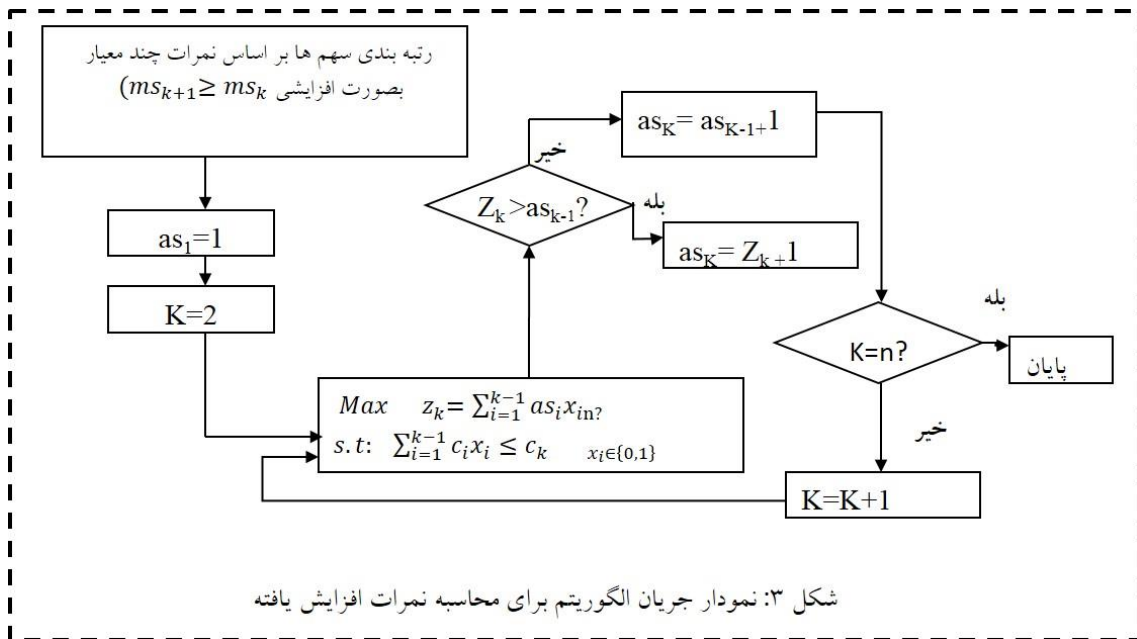 رتبه بندی سهم ها بر اساس نمرات چند معیار
بصورت افزایشی ms_{k+1} ≥ ms_k)
as_1=1
K=2
Max z_k = ∑_{i=1}^{k-1} as_i x_{in?}
s.t: ∑_{i=1}^{k-1} c_i x_i ≤ c_k x_i∈{0,1}
Z_k>as_{k-1}?
خیر
as_K= as_{K-1+}1
بله
as_K= Z_{k+}1
K=n?
بله
پایان
خیر
K=K+1
شکل ۳: نمودار جریان الگوریتم برای محاسبه نمرات افزایش یافته